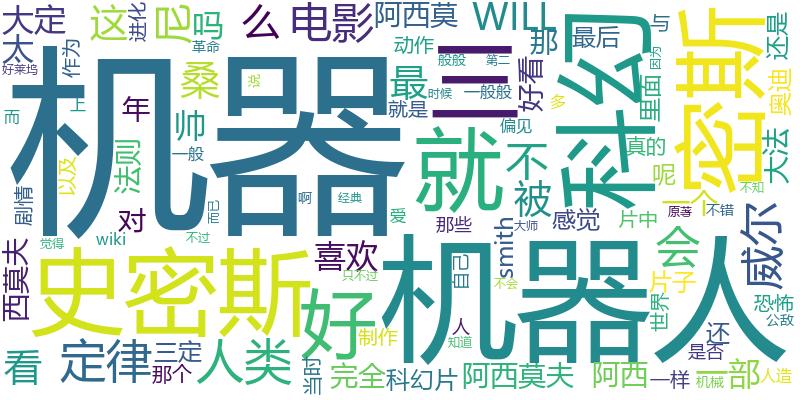 大定
太
好莱坞
作为
进化
这
尼
吗
革命
么
电影
阿西莫
WILL
那
最后
与
还是
而
上
年
桑
泥
动作
般般
第二
最
时候
一般般
三
好看
科幻
因为
里面
密斯
奥迪
机器
帅
就是
偏见
多
大法
剧情
以及
法则
一般
就
不
被
真的
呢
一个
不知
对
而已
啊
经典
爱
那些
smith
大师
感觉
片中
原著
不错
威尔
西莫夫
觉得
wiki
不过
喜欢
史密斯
只不过
好
机器人
自己
不会
会
片子
世界
恐怖
公敌
还
看
定律
三定
那个
人类
当时
制作
完全
人
知道
科幻片
阿西莫夫
阿西
一样
是否
机械
一部
人造